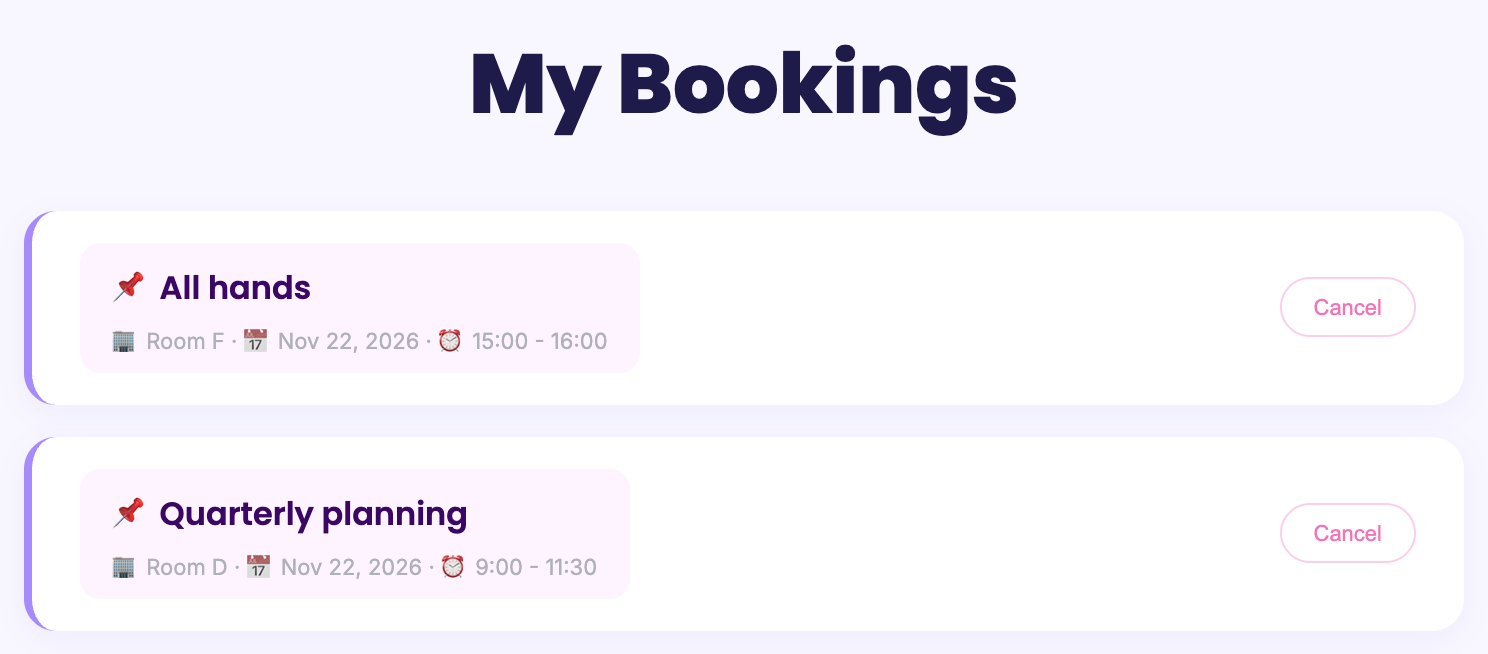 My Bookings
📌 All hands
🏢 Room F · 📅 Nov 22, 2026 · ⏰ 15:00 - 16:00
Cancel
📌 Quarterly planning
🏢 Room D · 📅 Nov 22, 2026 · ⏰ 9:00 - 11:30
Cancel